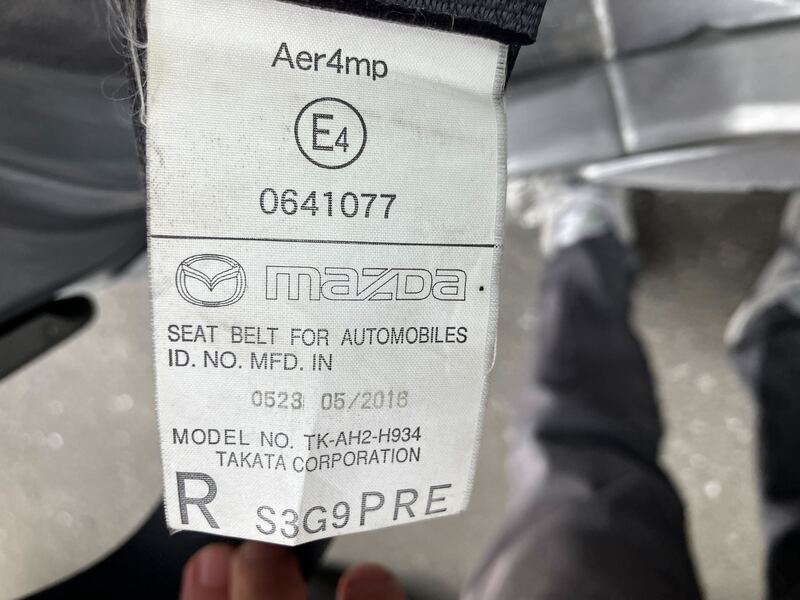 Aer4mp
E4
0641077
mazda
SEAT BELT FOR AUTOMOBILES
ID. NO. MFD. IN
0523 05/2016
MODEL NO. TK-AH2-H934
TAKATA CORPORATION
R S3G9PRE